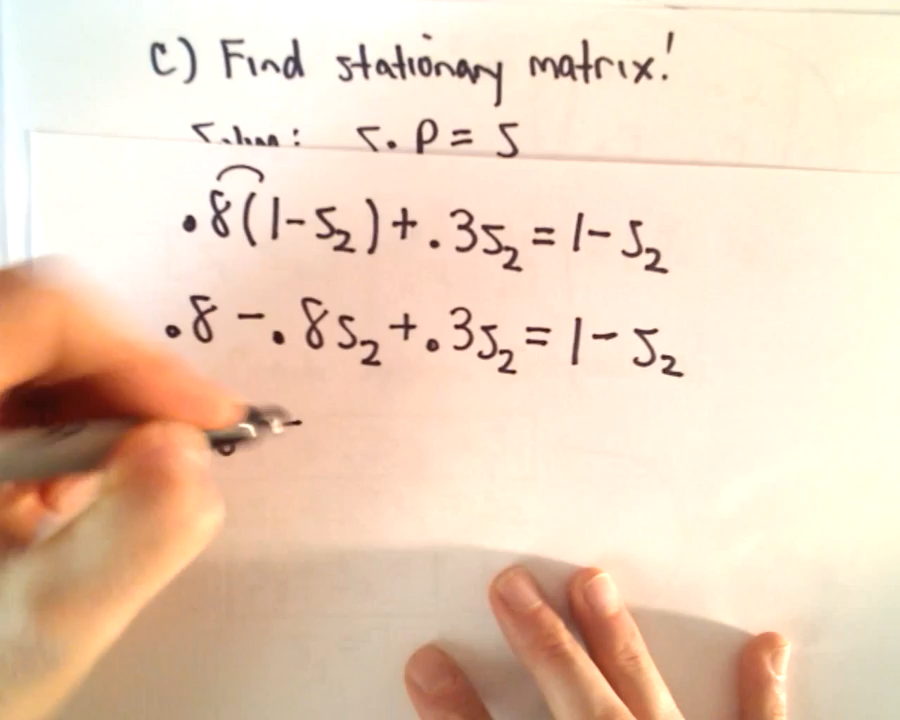 c) Find stationary matrix!
S.P = S
.8(1-S₂)+.3S₂=1-S₂
.8-.8S₂+.3S₂=1-S₂